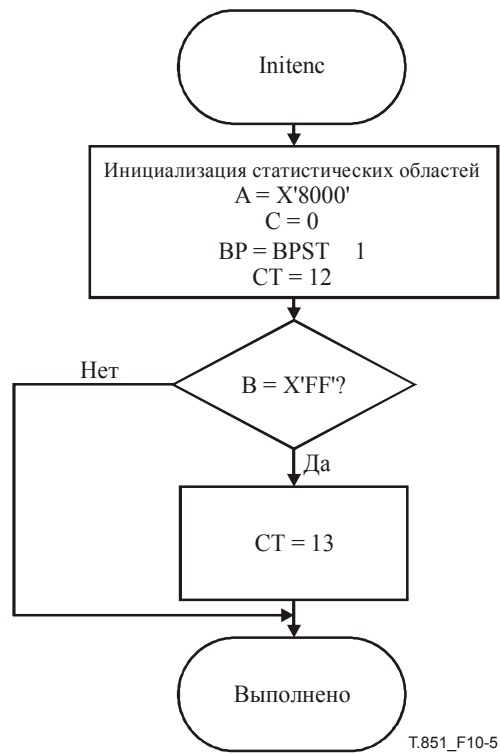 Initenc
Инициализация статистических областей
A = X'8000'
C = 0
BP = BPST 1
CT = 12
B = X'FF'?
Нет
Да
CT = 13
Выполнено
T.851_F10-5